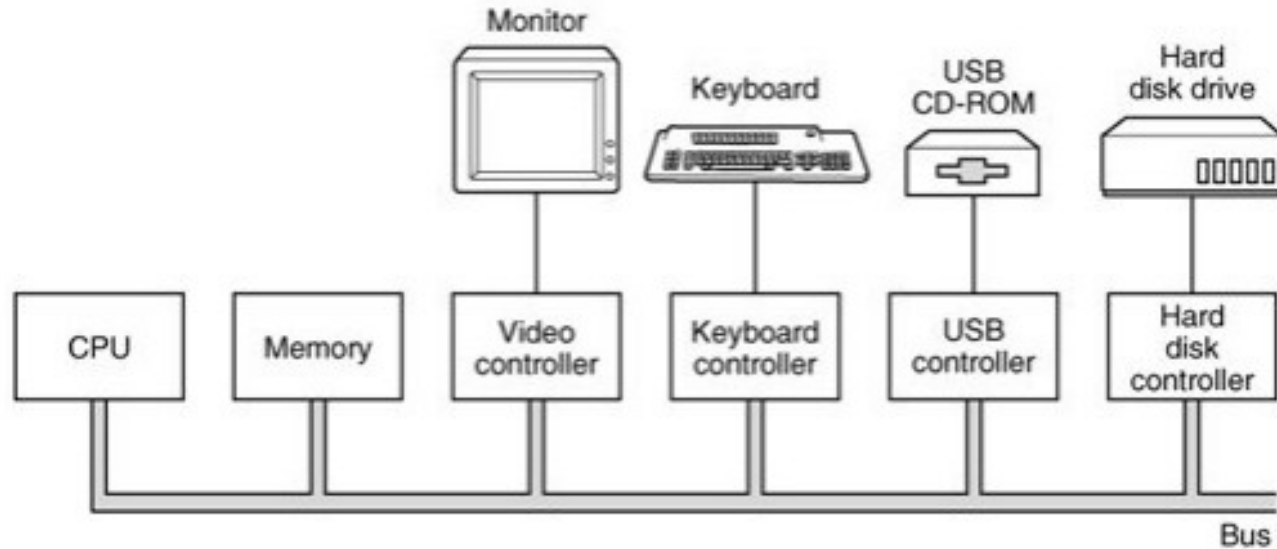 Monitor
Keyboard
USB
CD-ROM
Hard
disk drive
CPU
Memory
Video
controller
Keyboard
controller
USB
controller
Hard
disk
controller
Bus